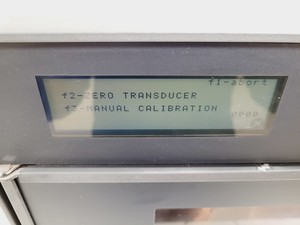 f1-abort
f2-ZERO TRANSDUCER
f3-MANUAL CALIBRATION